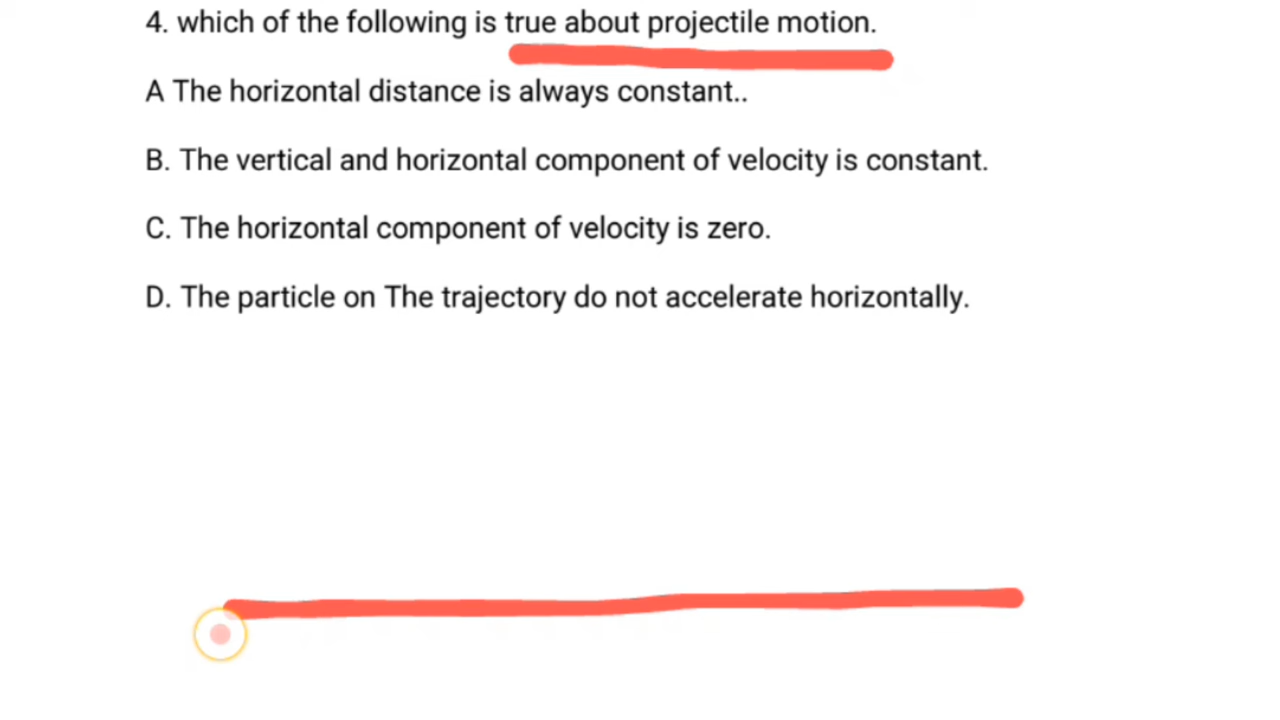 4. which of the following is true about projectile motion.
A The horizontal distance is always constant..
B. The vertical and horizontal component of velocity is constant.
C. The horizontal component of velocity is zero.
D. The particle on The trajectory do not accelerate horizontally.